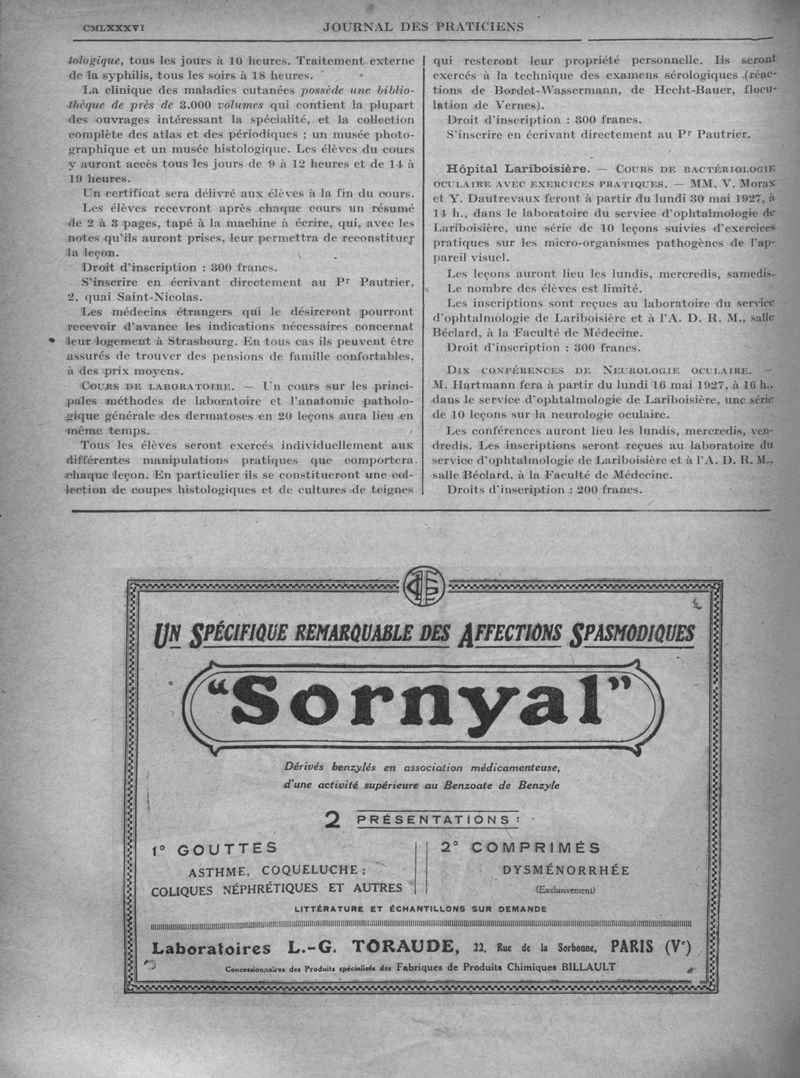 CMLXXXVI
JOURNAL DES PRATICIENS
tologique, tous les jours à 10 heures. Traitement externe
de la syphilis, tous les soirs à 18 heures.
La clinique des maladies cutanées possède une biblio-
thèque de près de 3.000 volumes qui contient la plupart
des ouvrages intéressant la spécialité, et la collection
complète des atlas et des périodiques ; un musée photo-
graphique et un musée histologique. Les élèves du cours
y auront accès tous les jours de 9 à 12 heures et de 14 à
19 heures.
Un certificat sera délivré aux élèves à la fin du cours.
Les élèves recevront après chaque cours un résumé
de 2 à 3 pages, tapé à la machine à écrire, qui, avec les
notes qu'ils auront prises, leur permettra de reconstituer
la leçon.
Droit d'inscription : 300 francs.
S'inscrire en écrivant directement au Pr Pautrier,
2, quai Saint-Nicolas.
Les médecins étrangers qui le désireront pourront
recevoir d'avance les indications nécessaires concernat
leur logement à Strasbourg. En tous cas ils peuvent être
assurés de trouver des pensions de famille confortables,
à des prix moyens.
COURS DE LABORATOIRE. — Un cours sur les princi-
pales méthodes de laboratoire et l'anatomie patholo-
gique générale des dermatoses en 20 leçons aura lieu en
même temps.
Tous les élèves seront exercés individuellement aux
différentes manipulations pratiques que comportera
chaque leçon. En particulier ils se constitueront une col-
lection de coupes histologiques et de cultures de teignes
qui resteront leur propriété personnelle. Ils seront
exercés à la technique des examens sérologiques (réac-
tions de Bordet-Wassermann, de Hecht-Bauer, flocu-
lation de Vernes).
Droit d'inscription : 300 francs.
S'inscrire en écrivant directement au Pr Pautrier.
Hôpital Lariboisière. — COURS DE BACTÉRIOLOGIE
OCULAIRE AVEC EXERCICES PRATIQUES. — MM. V. Morax
et Y. Dautrevaux feront à partir du lundi 30 mai 1927, à
14 h., dans le laboratoire du service d'ophtalmologie de
Lariboisière, une série de 10 leçons suivies d'exercices
pratiques sur les micro-organismes pathogènes de l'ap-
pareil visuel.
Les leçons auront lieu les lundis, mercredis, samedis.
Le nombre des élèves est limité.
Les inscriptions sont reçues au laboratoire du service
d'ophtalmologie de Lariboisière et à l'A. D. R. M., salle
Béclard, à la Faculté de Médecine.
Droit d'inscription : 300 francs.
DIX CONFÉRENCES DE NEUROLOGIE OCULAIRE. —
M. Hartmann fera à partir du lundi 16 mai 1927, à 16 h.,
dans le service d'ophtalmologie de Lariboisière, une série
de 10 leçons sur la neurologie oculaire.
Les conférences auront lieu les lundis, mercredis, ven-
dredis. Les inscriptions seront reçues au laboratoire du
service d'ophtalmologie de Lariboisière et à l'A. D. R. M.,
salle Béclard, à la Faculté de Médecine.
Droits d'inscription : 200 francs.
UN SPÉCIFIQUE REMARQUABLE DES AFFECTIONS SPASMODIQUES
"Sornyal"
Dérivés benzylés en association médicamenteuse,
d'une activité supérieure au Benzoate de Benzyle
2 PRÉSENTATIONS :
1° GOUTTES
ASTHME, COQUELUCHE ;
COLIQUES NÉPHRÉTIQUES ET AUTRES
2° COMPRIMÉS
DYSMÉNORRHÉE
(Exclusivement)
LITTÉRATURE ET ÉCHANTILLONS SUR DEMANDE
Laboratoires L.-G. TORAUDE, 22, Rue de la Sorbonne, PARIS (Ve)
Concessionnaires des Produits spécialisés des Fabriques de Produits Chimiques BILLAULT